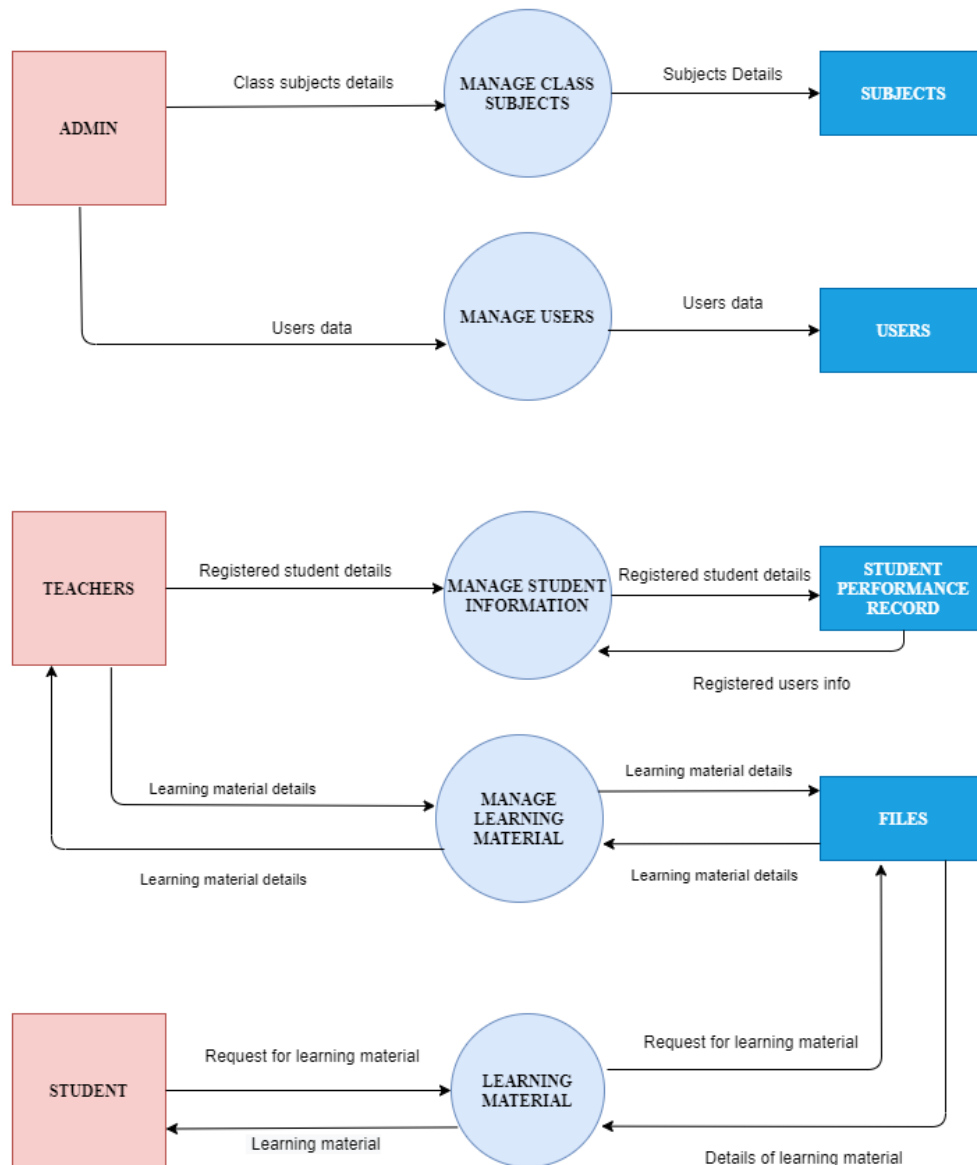 Class subjects details
MANAGE CLASS
SUBJECTS
Subjects Details
SUBJECTS
ADMIN
Users data
MANAGE USERS
Users data
USERS
TEACHERS
Registered student details
MANAGE STUDENT
INFORMATION
Registered student details
STUDENT
PERFORMANCE
RECORD
Registered users info
Learning material details
MANAGE
LEARNING
MATERIAL
Learning material details
FILES
Learning material details
Learning material details
STUDENT
Request for learning material
LEARNING
MATERIAL
Request for learning material
Learning material
Details of learning material